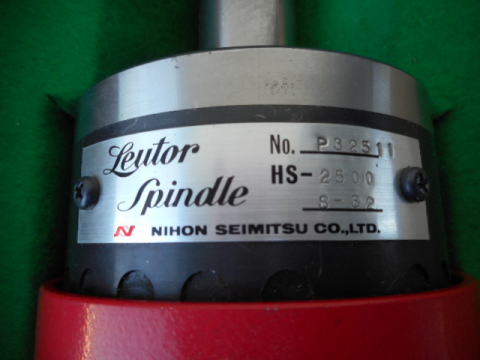 Leutor
Spindle
No. P32511
HS-2500
S-32
N NIHON SEIMITSU CO.,LTD.